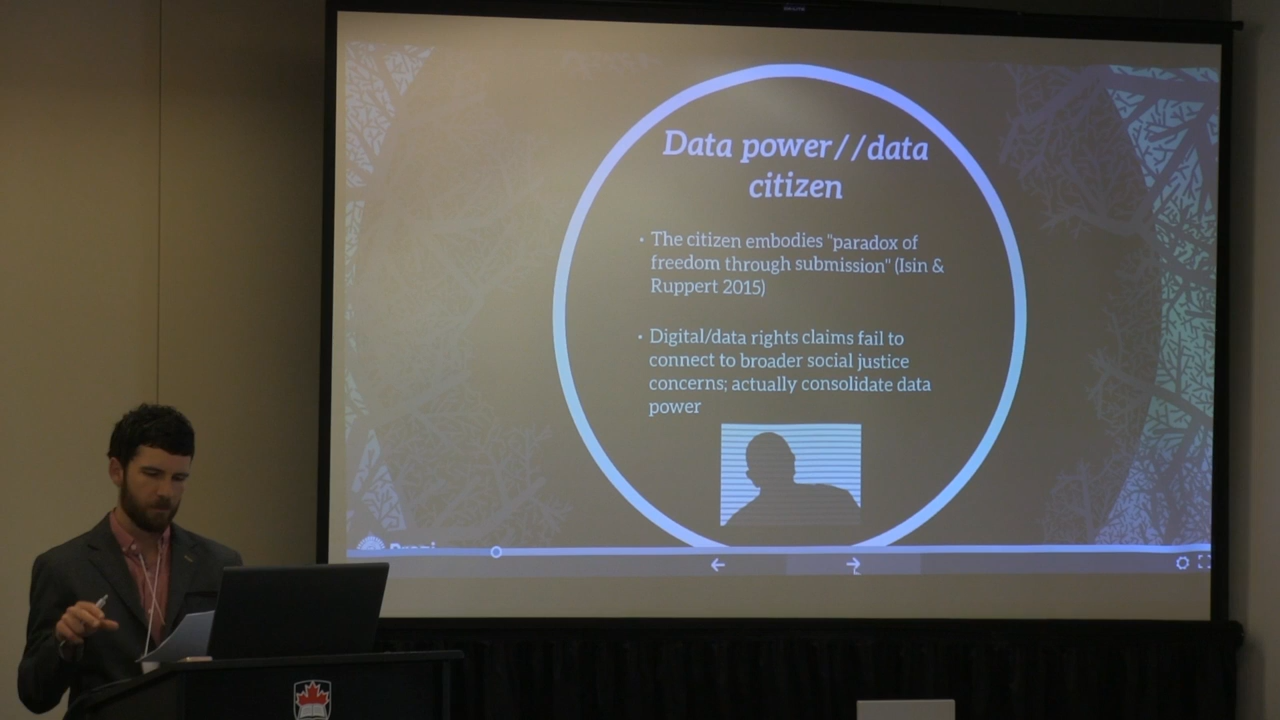 Data power//data
citizen
• The citizen embodies "paradox of
freedom through submission" (Isin &
Ruppert 2015)
• Digital/data rights claims fail to
connect to broader social justice
concerns; actually consolidate data
power